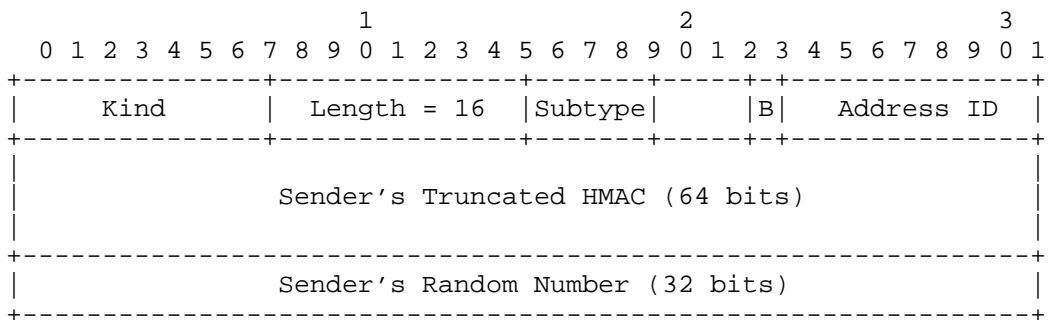 1                   2                   3
 0 1 2 3 4 5 6 7 8 9 0 1 2 3 4 5 6 7 8 9 0 1 2 3 4 5 6 7 8 9 0 1
+---------------+---------------+-------+-----+-+---------------+
|     Kind      |  Length = 16  |Subtype|     |B|   Address ID  |
+---------------+---------------+-------+-----+-+---------------+
|                                                               |
|                Sender’s Truncated HMAC (64 bits)              |
|                                                               |
+---------------------------------------------------------------+
|                Sender’s Random Number (32 bits)               |
+---------------------------------------------------------------+